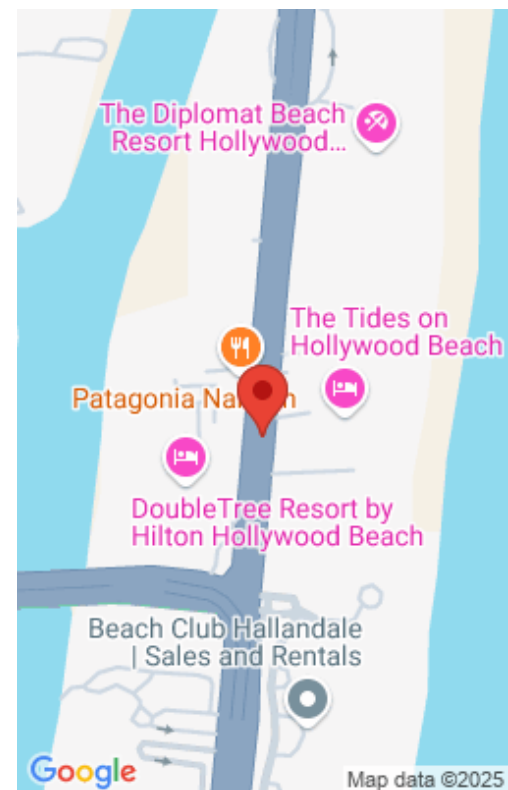 The Diplomat Beach
Resort Hollywood...
The Tides on
Hollywood Beach
Patagonia
DoubleTree Resort by
Hilton Hollywood Beach
Beach Club Hallandale
| Sales and Rentals
Google
Map data ©2025